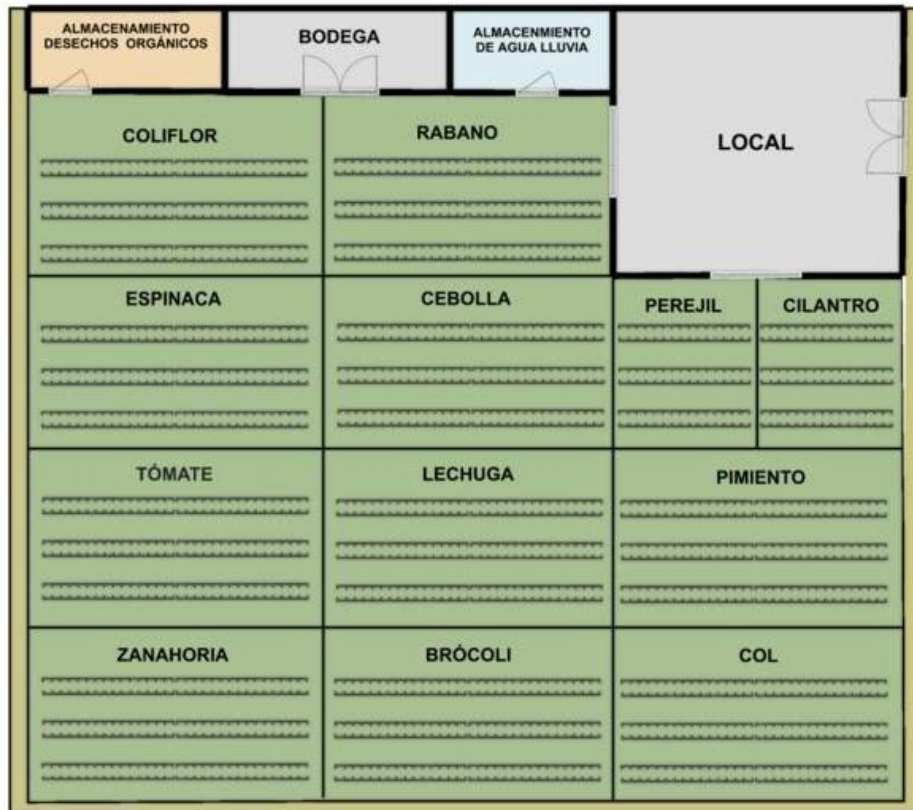 ALMACENAMIENTO
DESECHOS ORGÁNICOS
BODEGA
ALMACENMIENTO
DE AGUA LLUVIA
LOCAL
COLIFLOR
RABANO
ESPINACA
CEBOLLA
PEREJIL
CILANTRO
TÓMATE
LECHUGA
PIMIENTO
ZANAHORIA
BRÓCOLI
COL